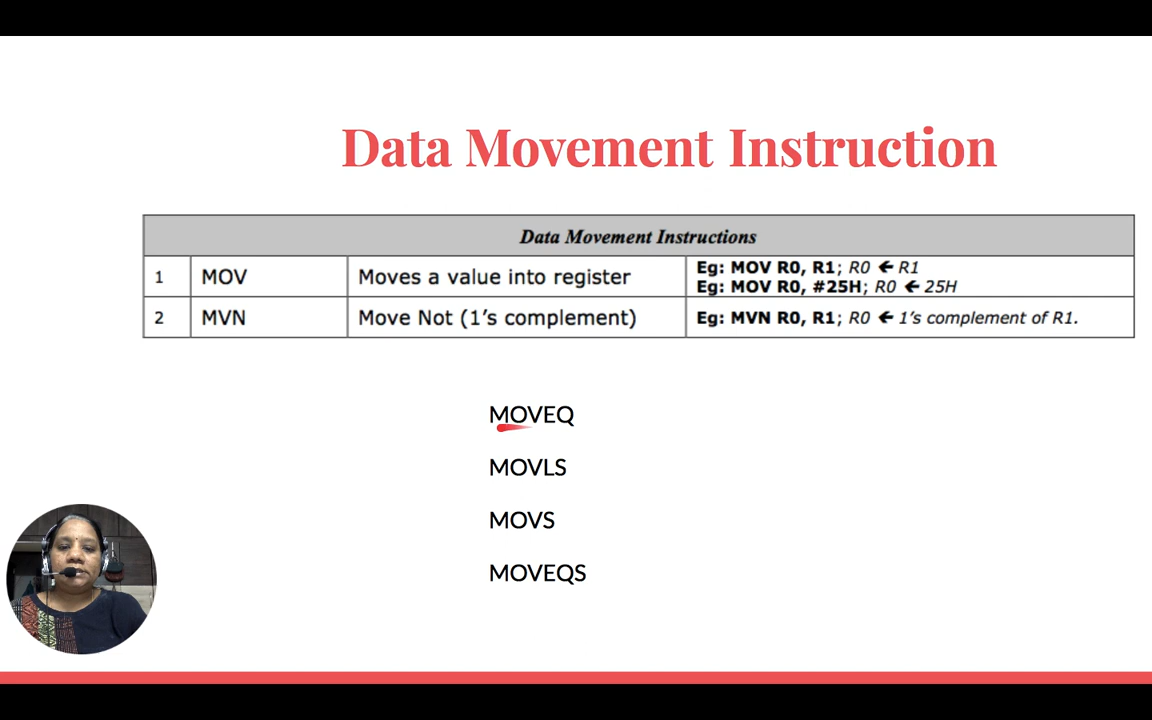 Data Movement Instruction
Data Movement Instructions
1 MOV Moves a value into register Eg: MOV R0, R1; R0 🡸 R1
Eg: MOV R0, #25H; R0 🡸 25H
2 MVN Move Not (1’s complement) Eg: MVN R0, R1; R0 🡸 1’s complement of R1.
MOVEQ
MOVLS
MOVS
MOVEQS